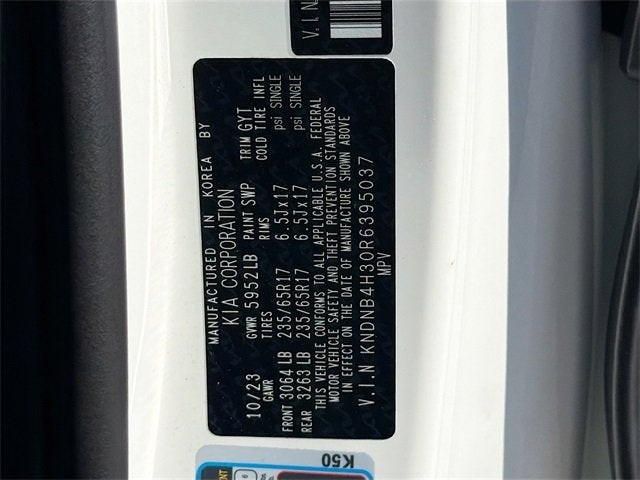 V.I.N
MANUFACTURED IN KOREA BY
KIA CORPORATION
10/23 GVWR 5952LB PAINT SWP TRIM GYT
GAWR TIRES RIMS COLD TIRE INFL
FRONT 3064 LB 235/65R17 6.5Jx17 psi SINGLE
REAR 3263 LB 235/65R17 6.5Jx17 psi SINGLE
THIS VEHICLE CONFORMS TO ALL APPLICABLE U.S.A. FEDERAL
MOTOR VEHICLE SAFETY AND THEFT PREVENTION STANDARDS
IN EFFECT ON THE DATE OF MANUFACTURE SHOWN ABOVE
V.I.N KNDNB4H30R6395037
MPV
K50